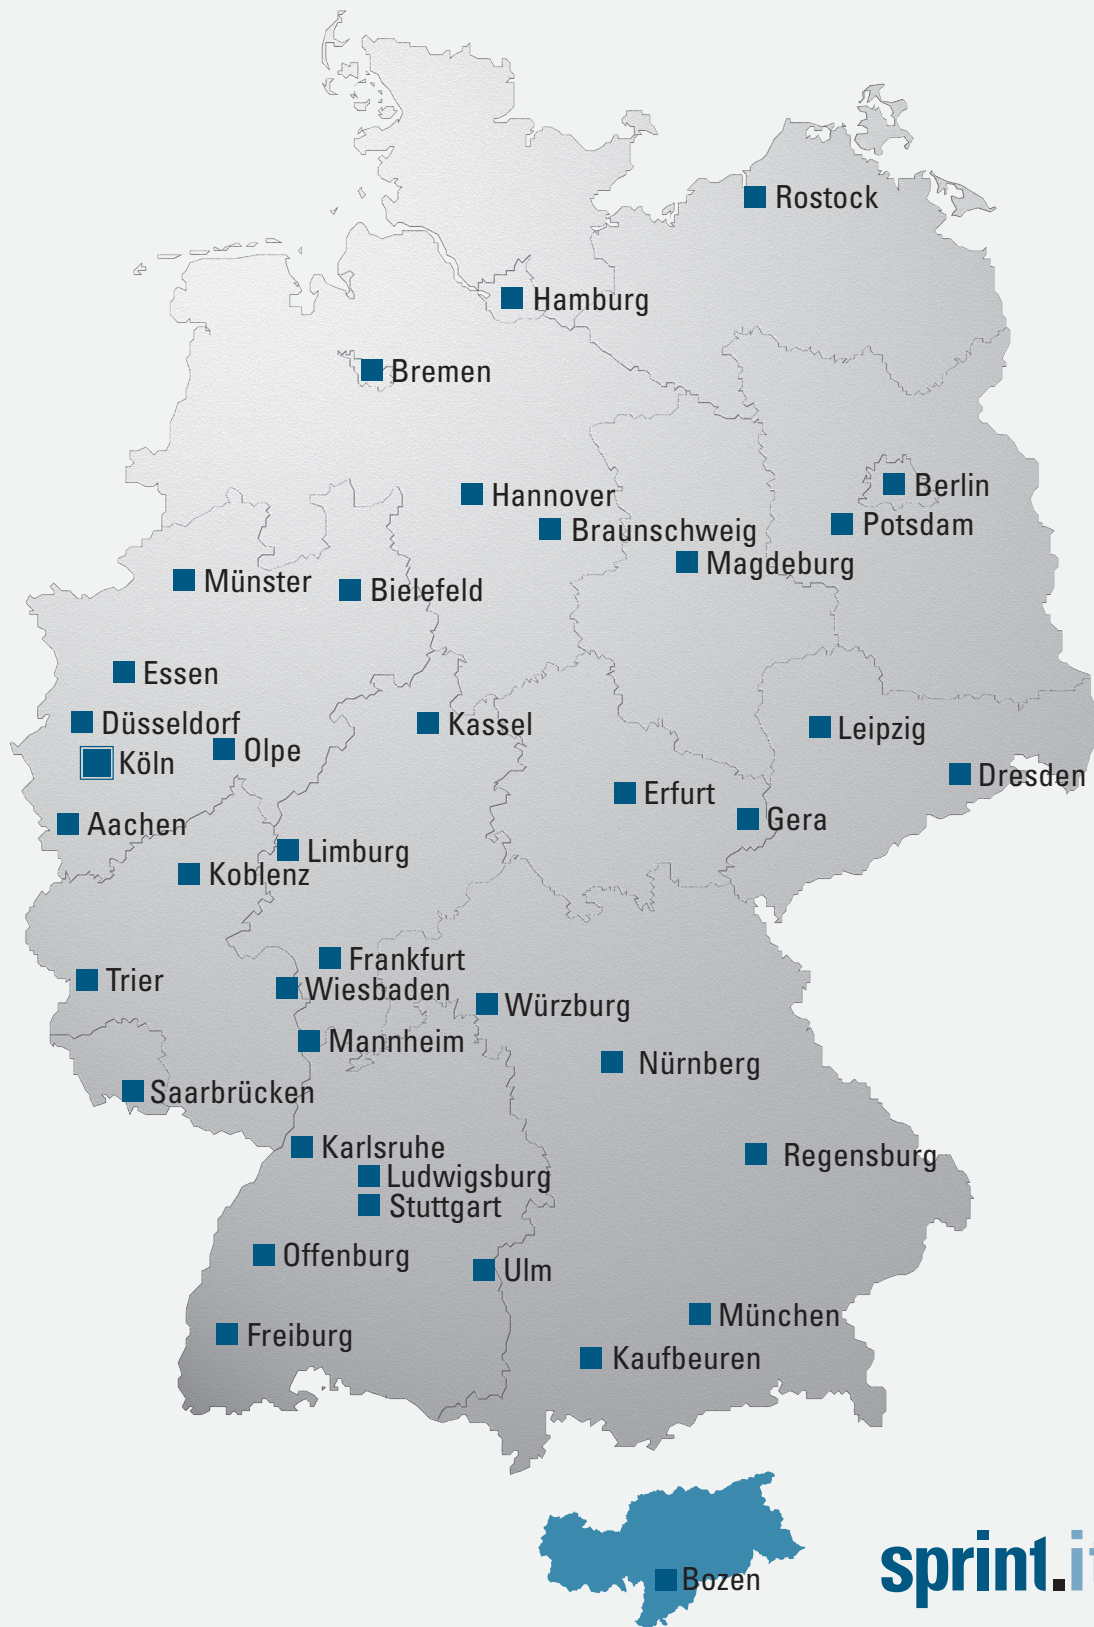 Rostock
Hamburg
Bremen
Berlin
Hannover
Potsdam
Braunschweig
Magdeburg
Münster
Bielefeld
Essen
Düsseldorf
Kassel
Leipzig
Olpe
Köln
Dresden
Erfurt
Gera
Aachen
Limburg
Koblenz
Frankfurt
Trier
Wiesbaden
Würzburg
Mannheim
Nürnberg
Saarbrücken
Karlsruhe
Regensburg
Ludwigsburg
Stuttgart
Offenburg
Ulm
München
Freiburg
Kaufbeuren
Bozen
sprint.it